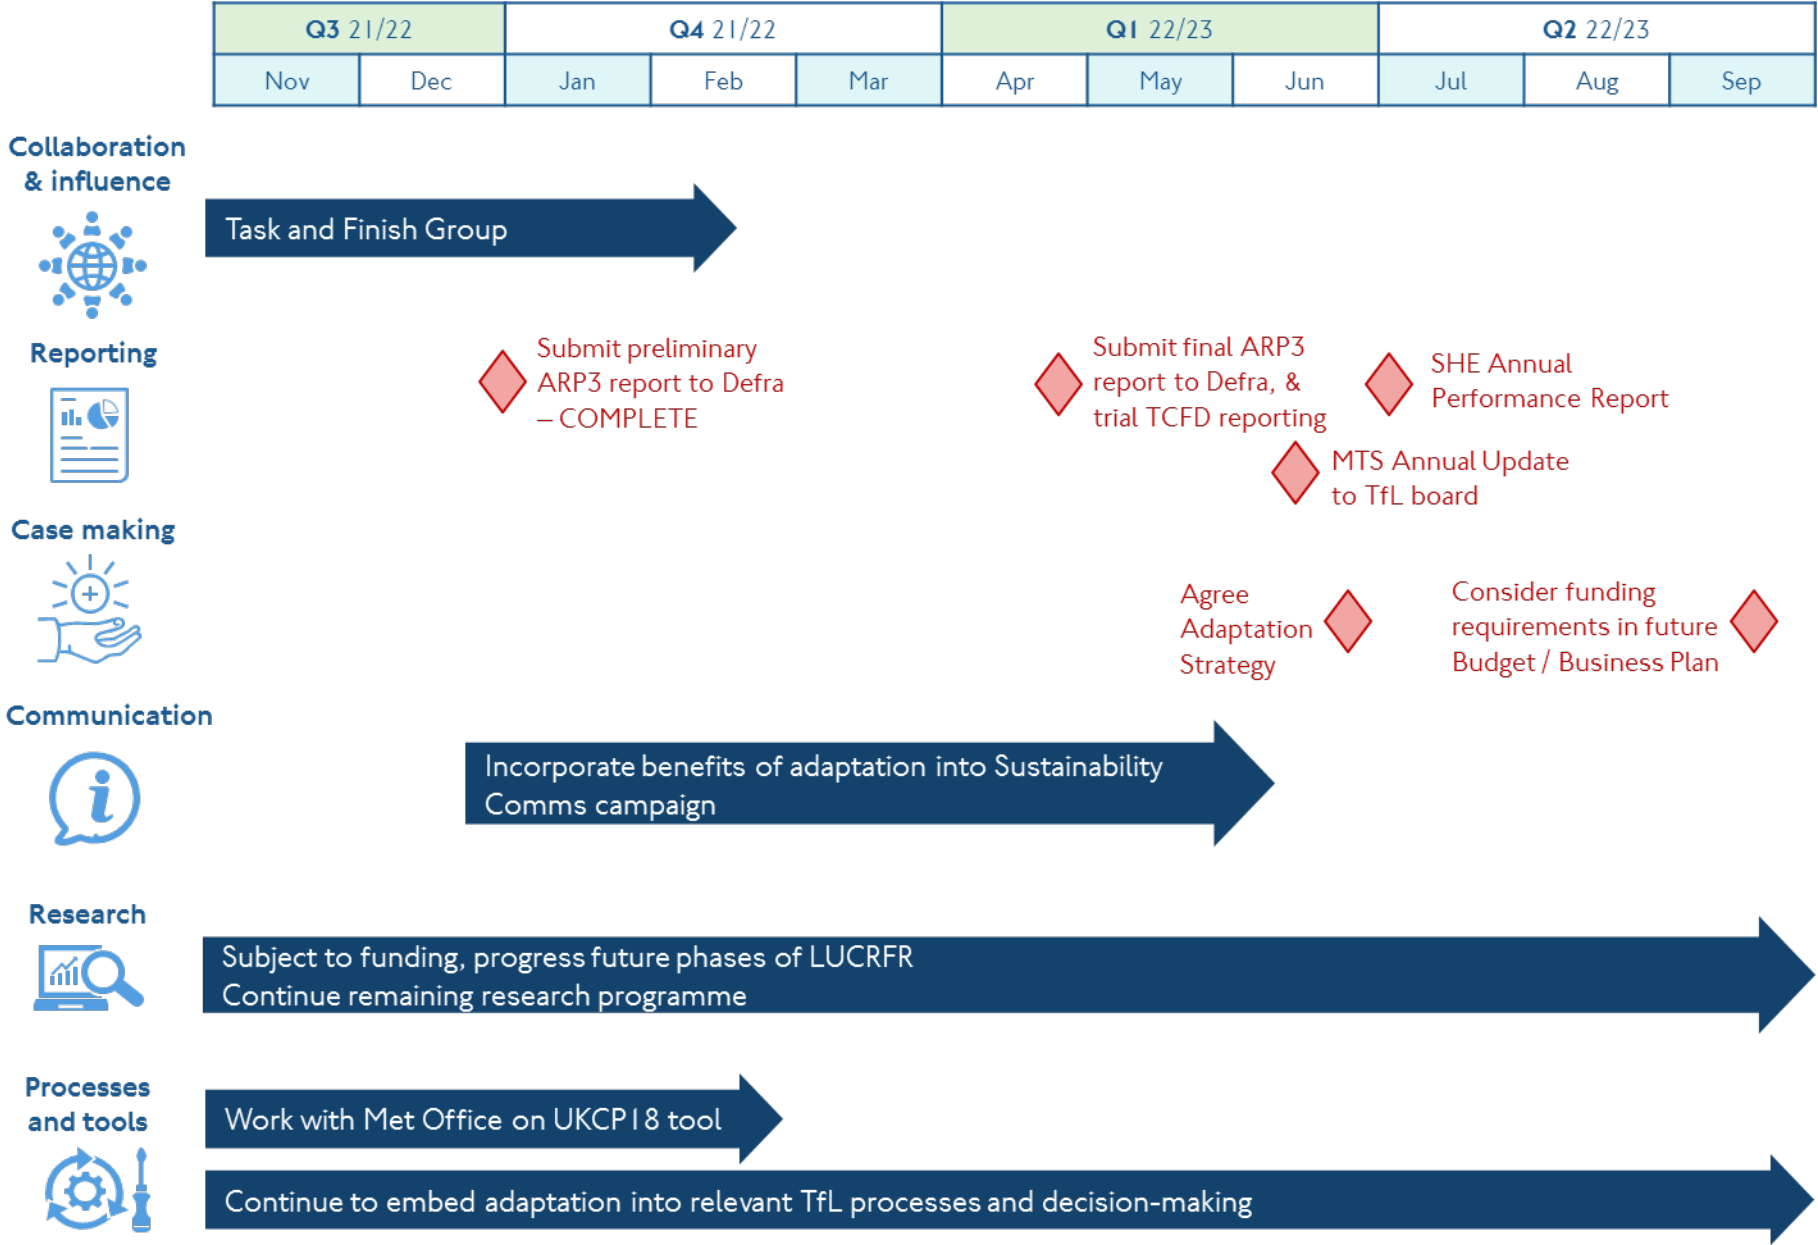 Q3 21/22 Q4 21/22 Q1 22/23 Q2 22/23
Nov Dec Jan Feb Mar Apr May Jun Jul Aug Sep
Collaboration
& influence
Task and Finish Group
Reporting
Submit preliminary
ARP3 report to Defra
– COMPLETE
Submit final ARP3
report to Defra, &
trial TCFD reporting
SHE Annual
Performance Report
MTS Annual Update
to TfL board
Case making
Agree
Adaptation
Strategy
Consider funding
requirements in future
Budget / Business Plan
Communication
Incorporate benefits of adaptation into Sustainability
Comms campaign
Research
Subject to funding, progress future phases of LUCRFR
Continue remaining research programme
Processes
and tools
Work with Met Office on UKCP18 tool
Continue to embed adaptation into relevant TfL processes and decision-making